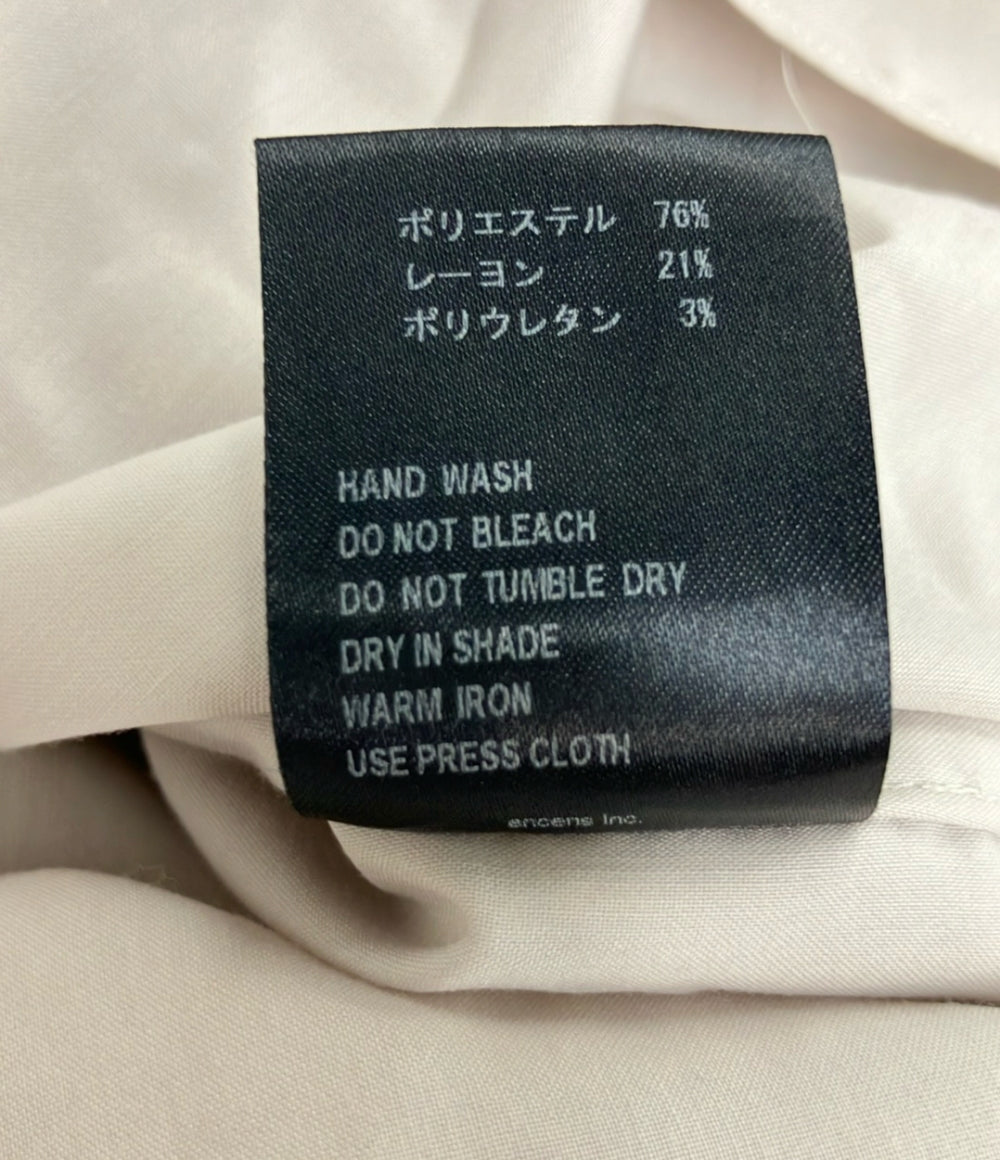 ポリエステル 76%
レーヨン 21%
ポリウレタン 3%
HAND WASH
DO NOT BLEACH
DO NOT TUMBLE DRY
DRY IN SHADE
WARM IRON
USE PRESS CLOTH
encens Inc.